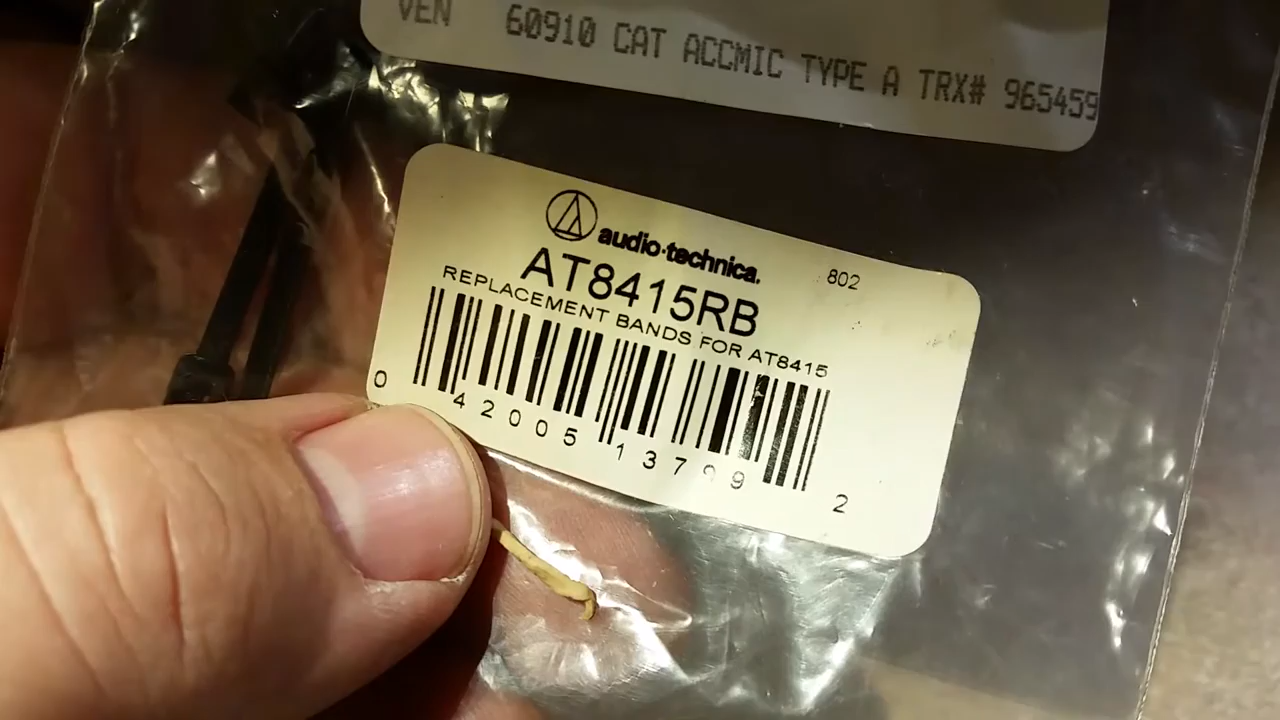 VEN 60910 CAT ACCMIC TYPE A TRX# 965459
audio-technica.
802
AT8415RB
REPLACEMENT BANDS FOR AT8415
0 42005 13799 2